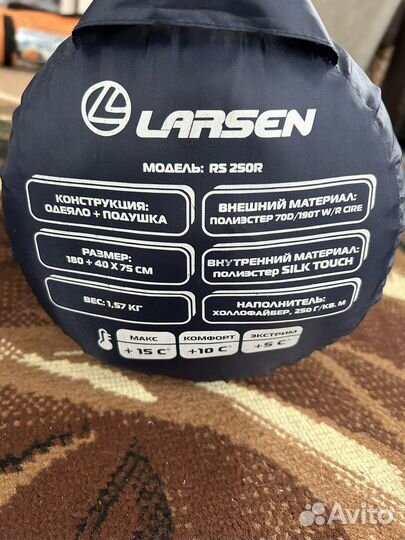 LARSEN
МОДЕЛЬ: RS 250R
КОНСТРУКЦИЯ:
ОДЕЯЛО + ПОДУШКА
РАЗМЕР:
180 + 40 X 75 СМ
ВЕС: 1,57 КГ
ВНЕШНИЙ МАТЕРИАЛ:
ПОЛИЭСТЕР 70D/190T W/R CIRE
ВНУТРЕННИЙ МАТЕРИАЛ:
ПОЛИЭСТЕР SILK TOUCH
НАПОЛНИТЕЛЬ:
ХОЛЛОФАЙБЕР, 250 Г/КВ. М
МАКС
+ 15 C°
КОМФОРТ
+10 C°
ЭКСТРИМ
+5 C°
Avito